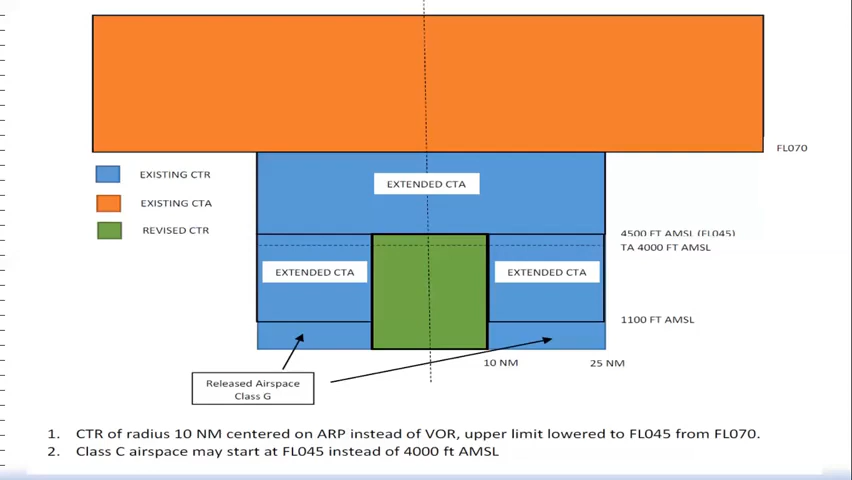 FL070
EXISTING CTR
EXTENDED CTA
EXISTING CTA
REVISED CTR
4500 FT AMSL (FL045)
TA 4000 FT AMSL
EXTENDED CTA
EXTENDED CTA
1100 FT AMSL
10 NM
25 NM
Released Airspace
Class G
1. CTR of radius 10 NM centered on ARP instead of VOR, upper limit lowered to FL045 from FL070.
2. Class C airspace may start at FL045 instead of 4000 ft AMSL